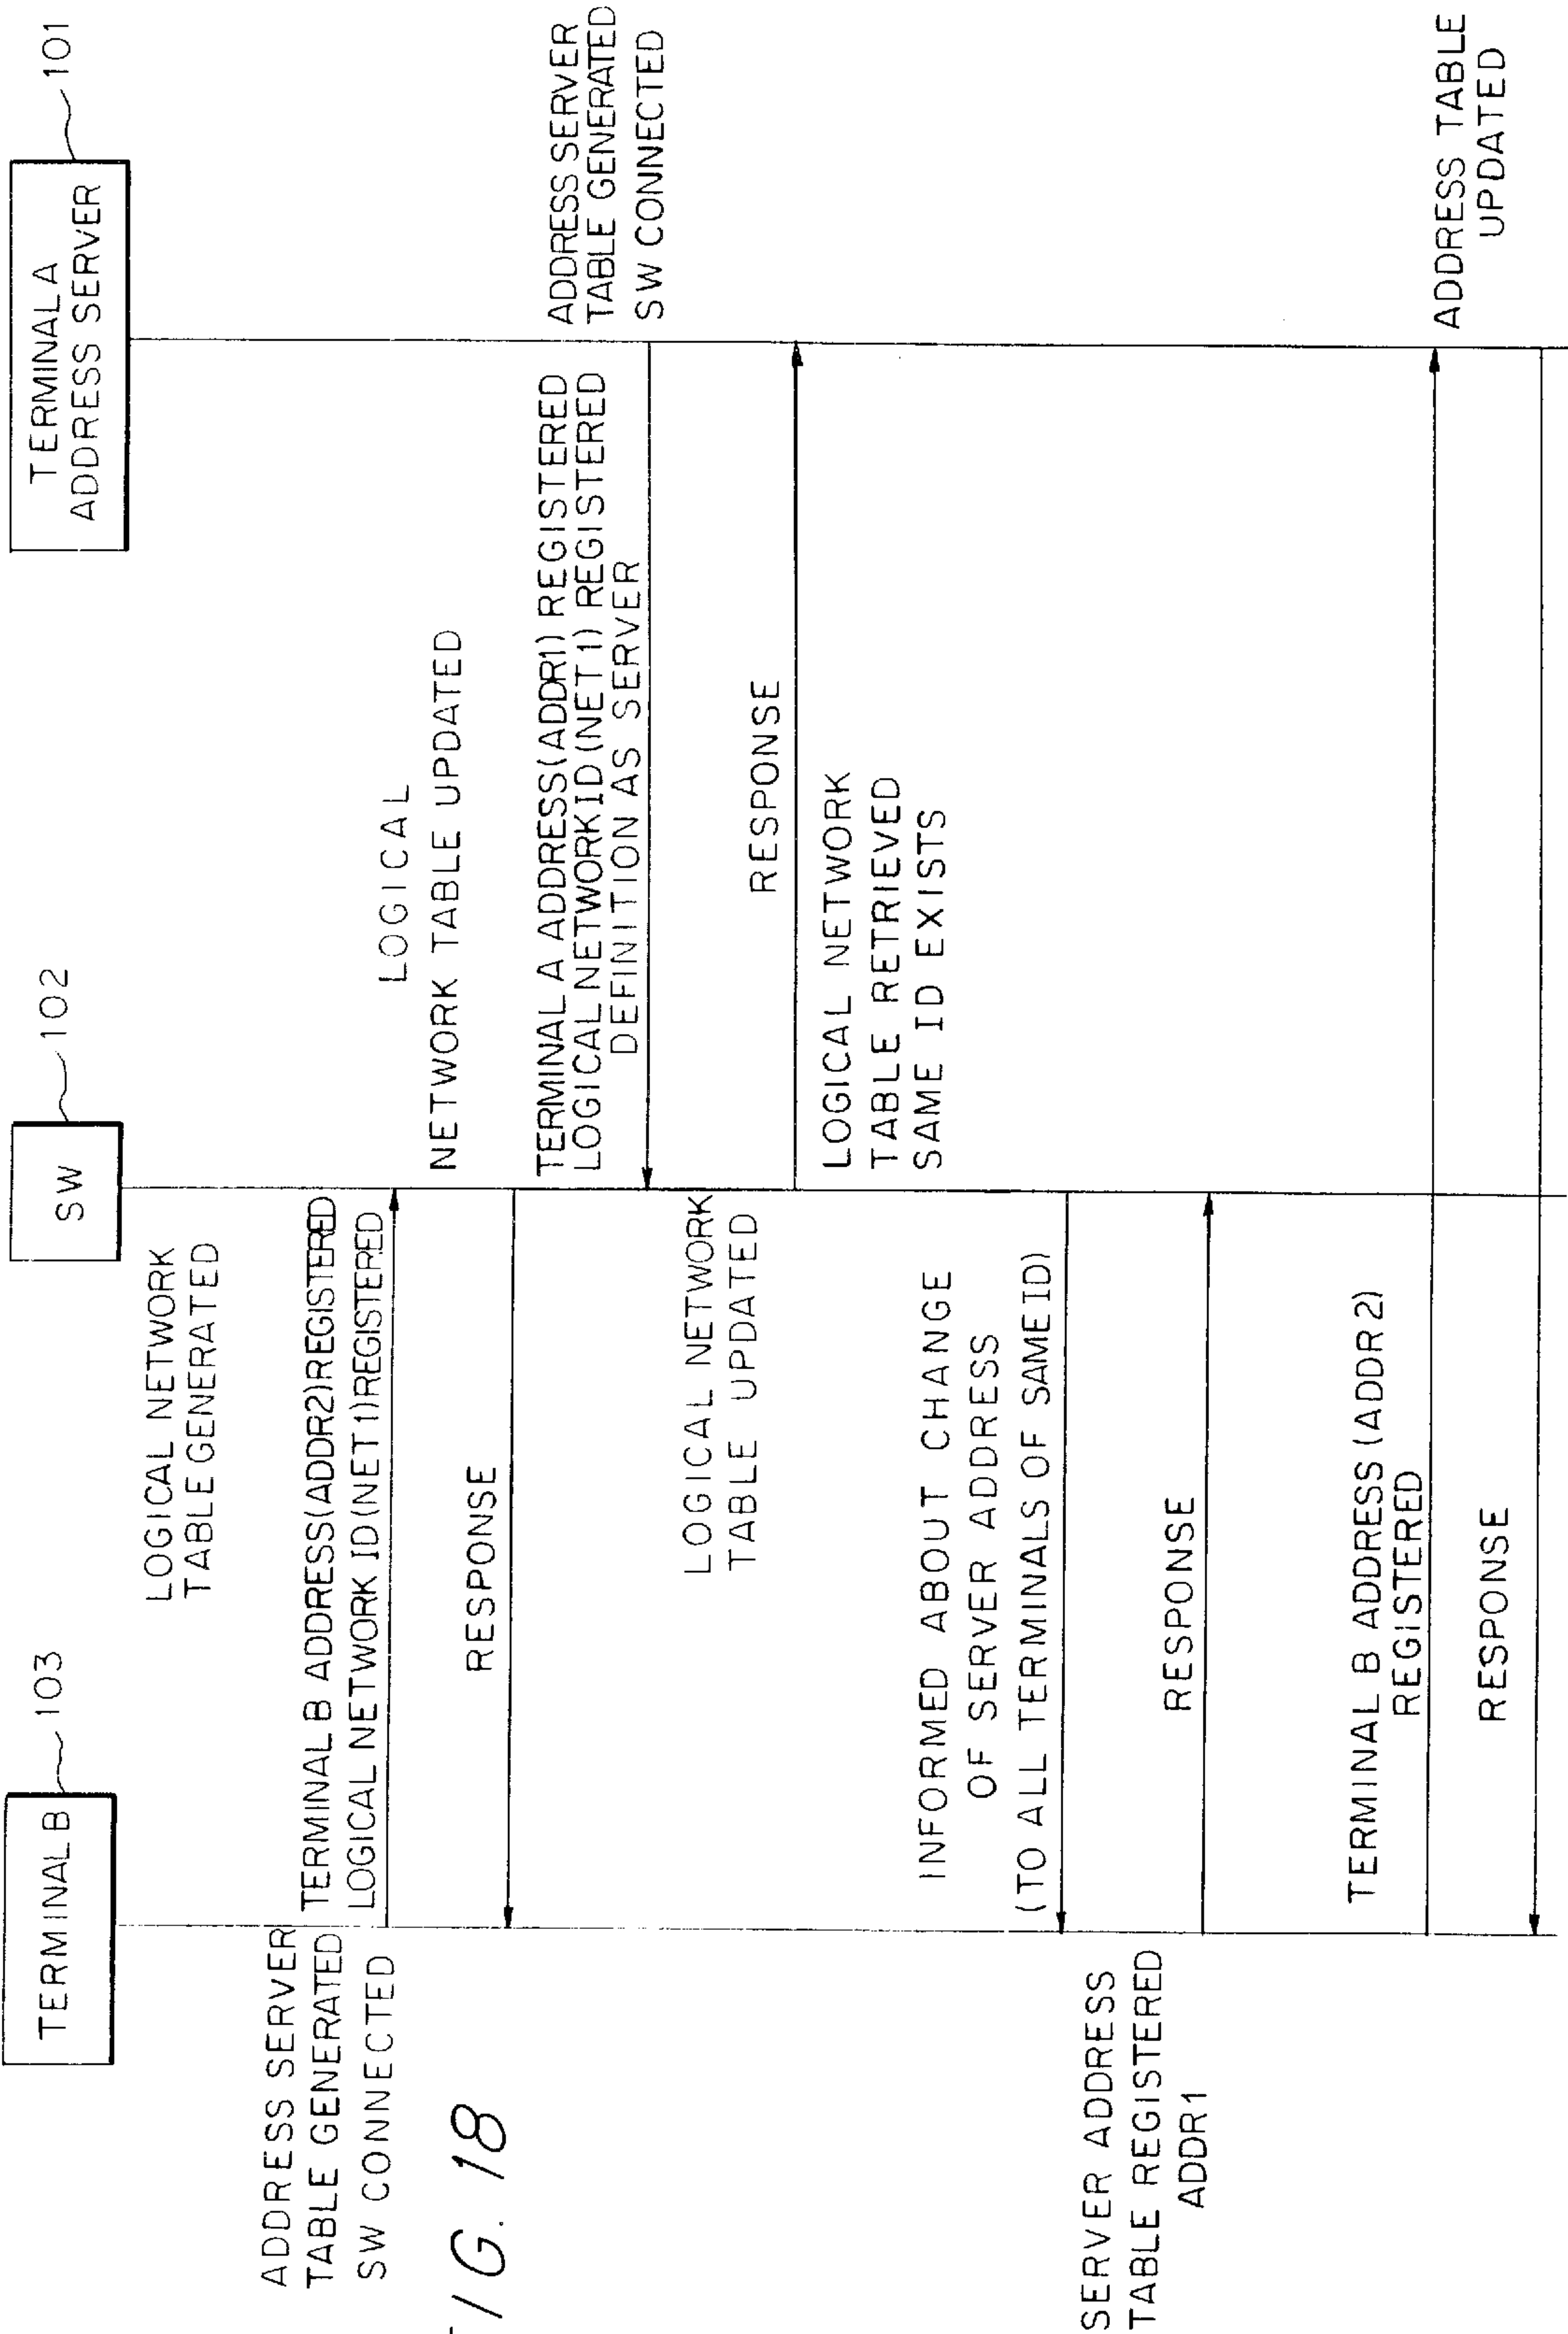 FIG. 18
TERMINAL B
103
SW
102
TERMINAL A
ADDRESS SERVER
101
LOGICAL NETWORK
TABLE GENERATED
ADDRESS SERVER
TABLE GENERATED
SW CONNECTED
TERMINAL B ADDRESS(ADDR2)REGISTERED
LOGICAL NETWORK ID(NET1)REGISTERED
LOGICAL
NETWORK TABLE UPDATED
RESPONSE
ADDRESS SERVER
TABLE GENERATED
SW CONNECTED
TERMINAL A ADDRESS(ADDR1) REGISTERED
LOGICAL NETWORK ID(NET1) REGISTERED
DEFINITION AS SERVER
LOGICAL NETWORK
TABLE UPDATED
RESPONSE
LOGICAL NETWORK
TABLE RETRIEVED
SAME ID EXISTS
INFORMED ABOUT CHANGE
OF SERVER ADDRESS
(TO ALL TERMINALS OF SAME ID)
SERVER ADDRESS
TABLE REGISTERED
ADDR1
RESPONSE
TERMINAL B ADDRESS (ADDR2)
REGISTERED
ADDRESS TABLE
UPDATED
RESPONSE